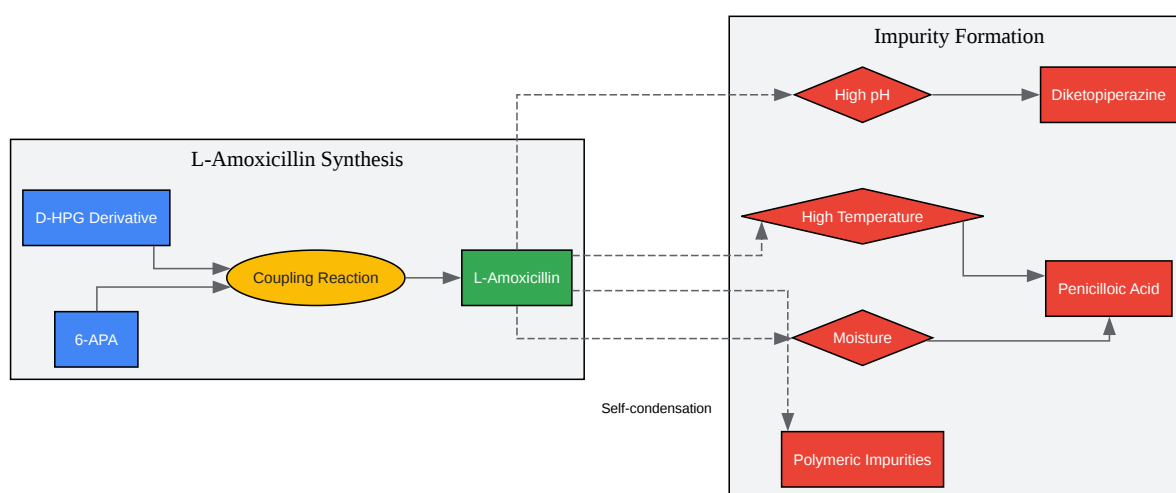 Impurity Formation
High pH
Diketopiperazine
L-Amoxicillin Synthesis
D-HPG Derivative
High Temperature
Coupling Reaction
L-Amoxicillin
Penicilloic Acid
6-APA
Moisture
Self-condensation
Polymeric Impurities